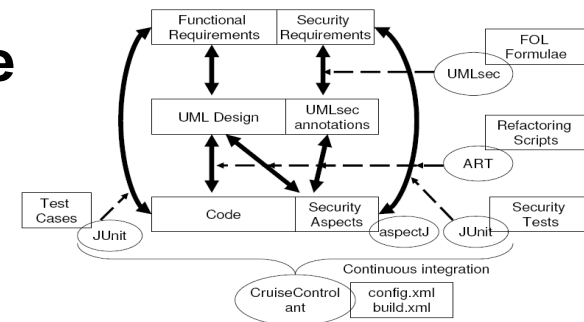 e
Functional
Requirements
Security
Requirements
FOL
Formulae
UMLsec
UML Design
UMLsec
annotations
Refactoring
Scripts
ART
Test
Cases
JUnit
Code
Security
Aspects
aspectJ
JUnit
Security
Tests
Continuous integration
CruiseControl
ant
config.xml
build.xml